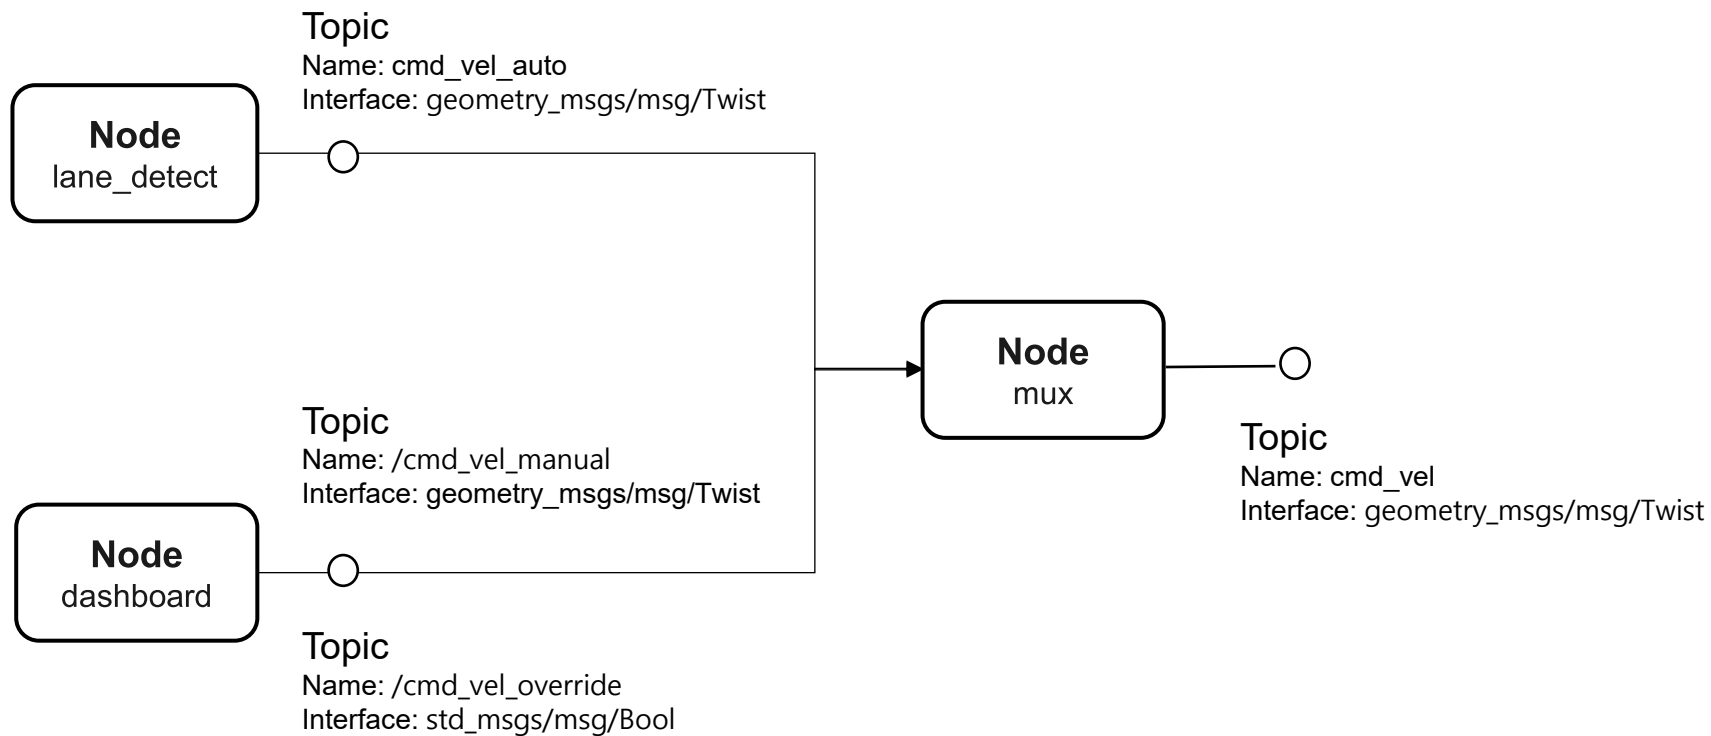 Topic
Name: cmd_vel_auto
Interface: geometry_msgs/msg/Twist
Node
lane_detect
Node
mux
Topic
Name: /cmd_vel_manual
Interface: geometry_msgs/msg/Twist
Topic
Name: cmd_vel
Interface: geometry_msgs/msg/Twist
Node
dashboard
Topic
Name: /cmd_vel_override
Interface: std_msgs/msg/Bool